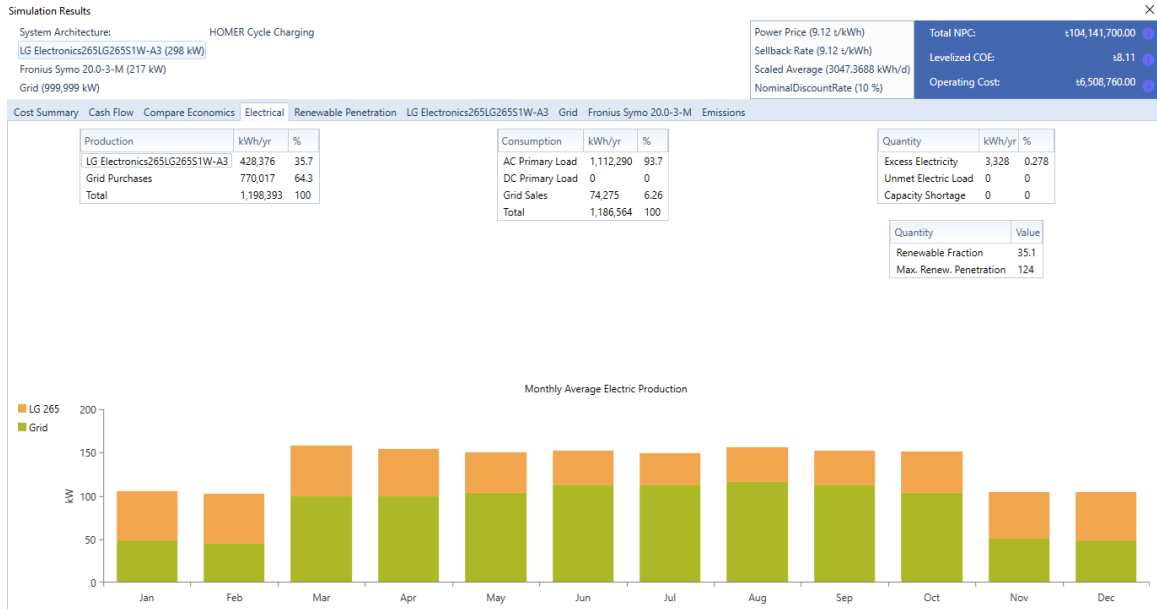 Simulation Results
System Architecture:
HOMER Cycle Charging
LG Electronics265LG265S1W-A3 (298 kW)
Fronius Symo 20.0-3-M (217 kW)
Grid (999,999 kW)
Power Price (9.12 ৳/kWh)
Sellback Rate (9.12 ৳/kWh)
Scaled Average (3047.3688 kWh/d)
NominalDiscountRate (10 %)
Total NPC: ৳104,141,700.00
Levelized COE: ৳8.11
Operating Cost: ৳6,508,760.00
Cost Summary Cash Flow Compare Economics Electrical Renewable Penetration LG Electronics265LG265S1W-A3 Grid Fronius Symo 20.0-3-M Emissions
Production kWh/yr %
LG Electronics265LG265S1W-A3 428,376 35.7
Grid Purchases 770,017 64.3
Total 1,198,393 100
Consumption kWh/yr %
AC Primary Load 1,112,290 93.7
DC Primary Load 0 0
Grid Sales 74,275 6.26
Total 1,186,564 100
Quantity kWh/yr %
Excess Electricity 3,328 0.278
Unmet Electric Load 0 0
Capacity Shortage 0 0
Quantity Value
Renewable Fraction 35.1
Max. Renew. Penetration 124
Monthly Average Electric Production
LG 265
Grid
kW
200
150
100
50
0
Jan Feb Mar Apr May Jun Jul Aug Sep Oct Nov Dec